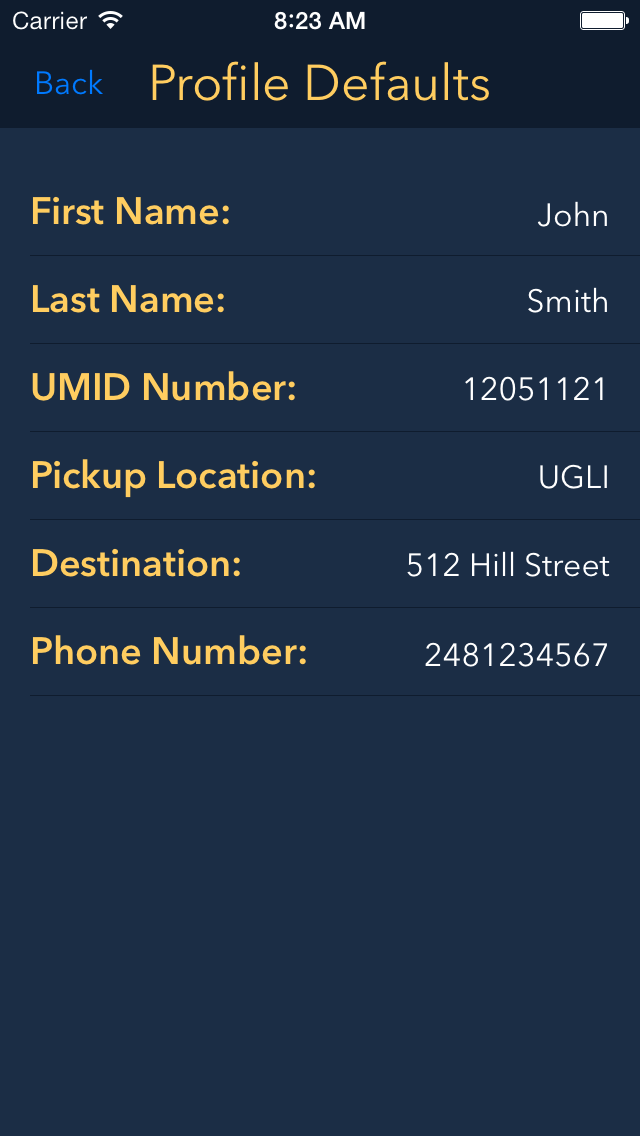 Carrier 8:23 AM
Back Profile Defaults
First Name: John
Last Name: Smith
UMID Number: 12051121
Pickup Location: UGLI
Destination: 512 Hill Street
Phone Number: 2481234567